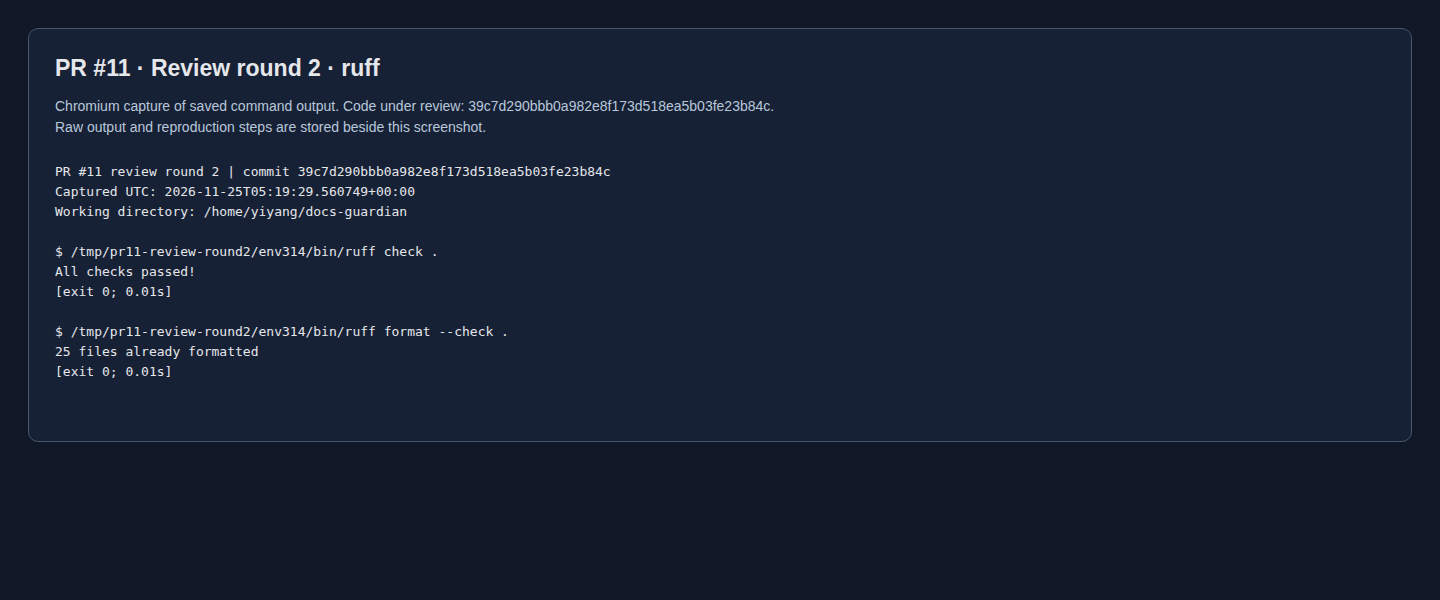 PR #11 · Review round 2 · ruff
Chromium capture of saved command output. Code under review: 39c7d290bbb0a982e8f173d518ea5b03fe23b84c.
Raw output and reproduction steps are stored beside this screenshot.
PR #11 review round 2 | commit 39c7d290bbb0a982e8f173d518ea5b03fe23b84c
Captured UTC: 2026-11-25T05:19:29.560749+00:00
Working directory: /home/yiyang/docs-guardian
$ /tmp/pr11-review-round2/env314/bin/ruff check .
All checks passed!
[exit 0; 0.01s]
$ /tmp/pr11-review-round2/env314/bin/ruff format --check .
25 files already formatted
[exit 0; 0.01s]